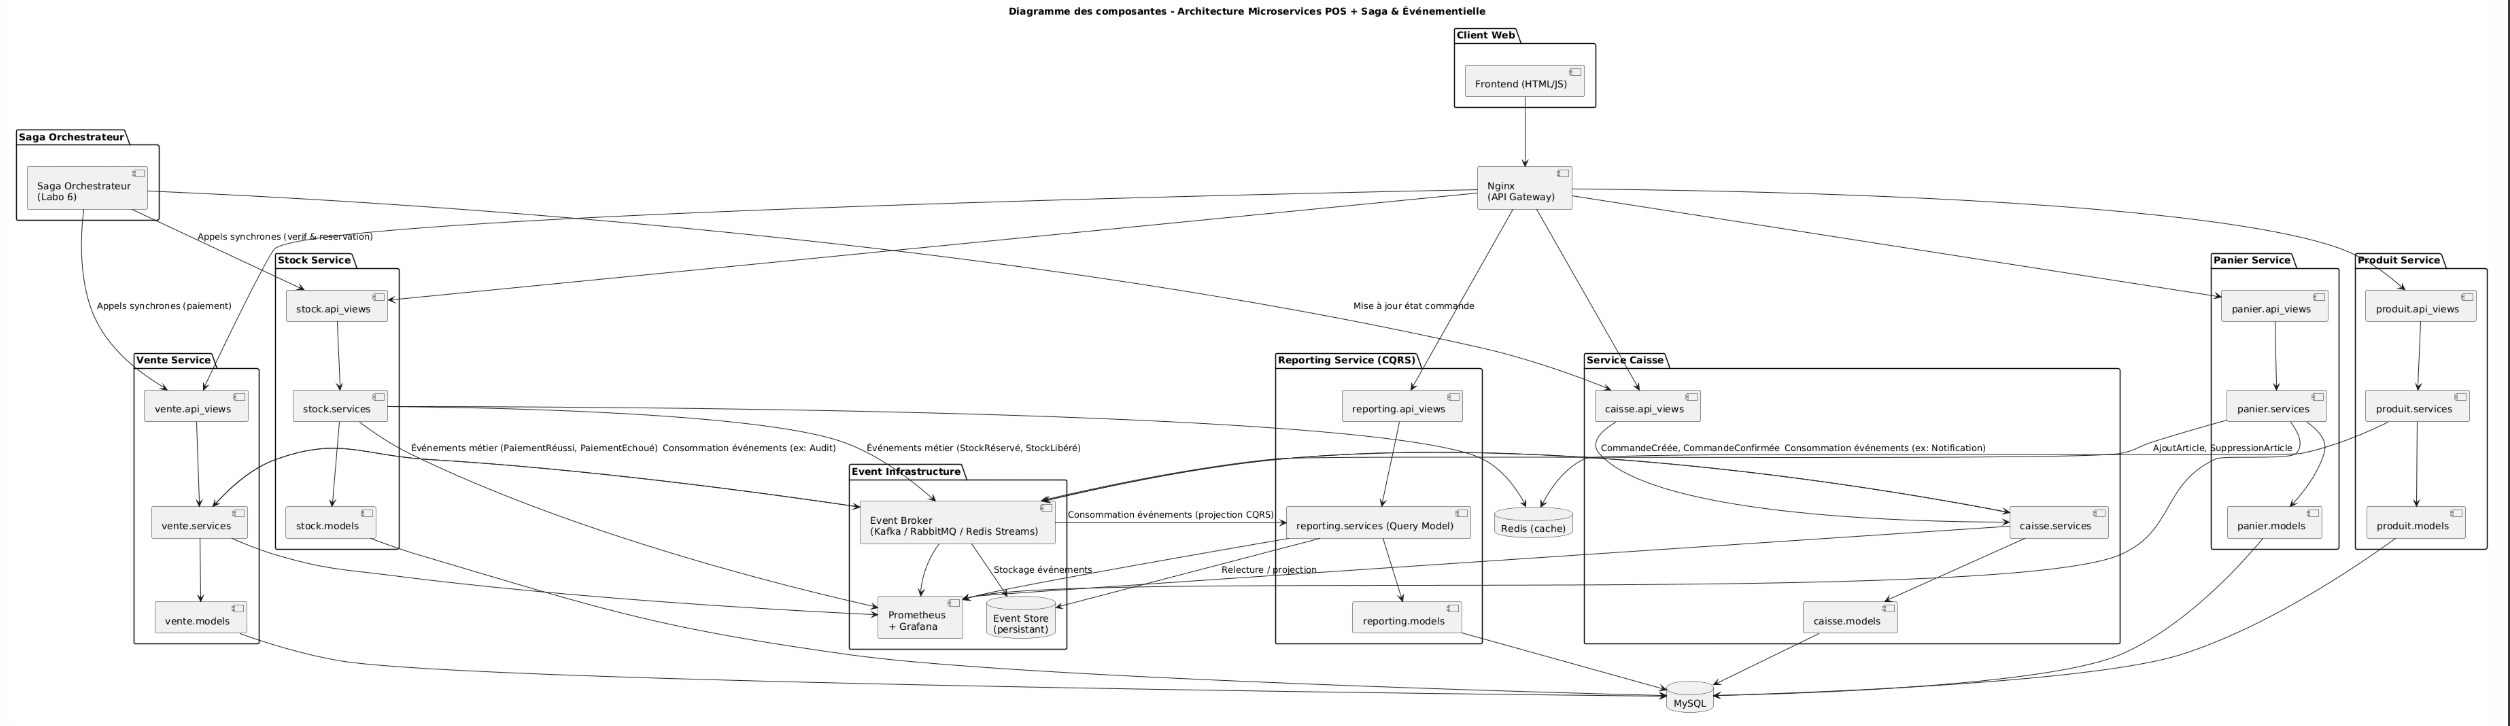 Diagramme des composantes - Architecture Microservices POS + Saga & Événementielle
Client Web
Frontend (HTML/JS)
Saga Orchestrateur
Saga Orchestrateur
(Labo 6)
Nginx
(API Gateway)
Appels synchrones (verif & reservation)
Stock Service
Panier Service
Produit Service
stock.api_views
panier.api_views
produit.api_views
Appels synchrones (paiement)
Mise à jour état commande
Vente Service
Reporting Service (CQRS)
Service Caisse
vente.api_views
stock.services
reporting.api_views
caisse.api_views
panier.services
produit.services
Événements métier (PaiementRéussi, PaiementEchoué)
Consommation événements (ex: Audit)
Événements métier (StockRéservé, StockLibéré)
CommandeCréée, CommandeConfirmée
Consommation événements (ex: Notification)
AjoutArticle, SuppressionArticle
Event Infrastructure
vente.services
stock.models
Event Broker
(Kafka / RabbitMQ / Redis Streams)
Consommation événements (projection CQRS)
reporting.services (Query Model)
Redis (cache)
caisse.services
panier.models
produit.models
Stockage événements
Relecture / projection
vente.models
Prometheus
+ Grafana
Event Store
(persistant)
reporting.models
caisse.models
MySQL